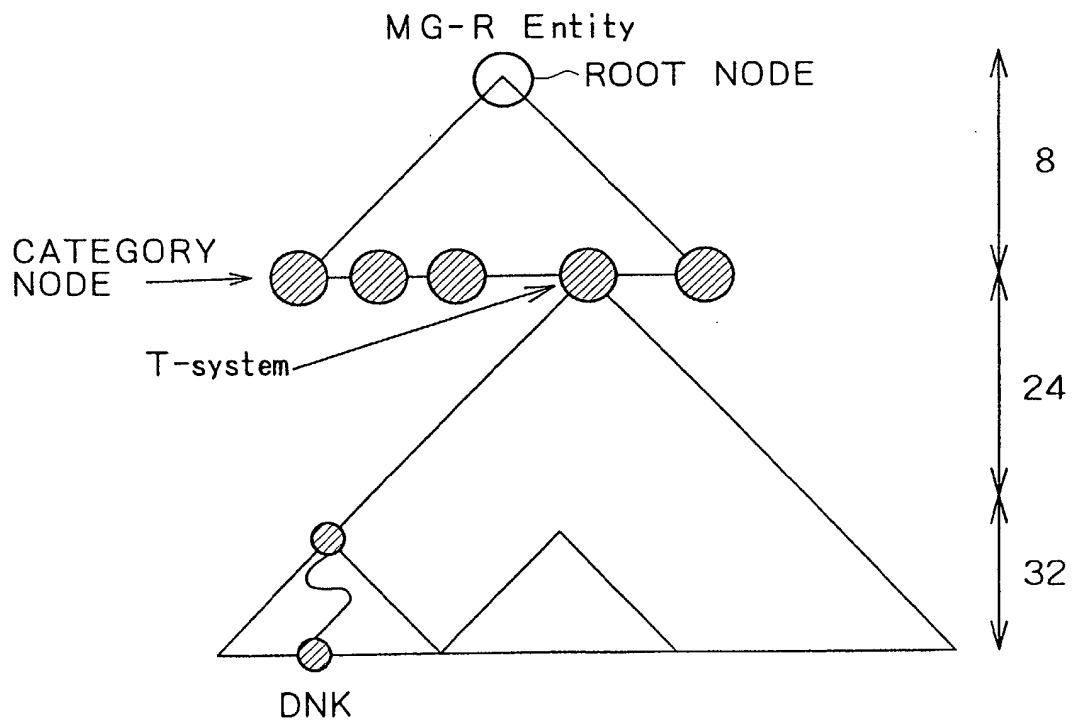 MG-R Entity
ROOT NODE
8
CATEGORY
NODE
T-system
24
32
DNK